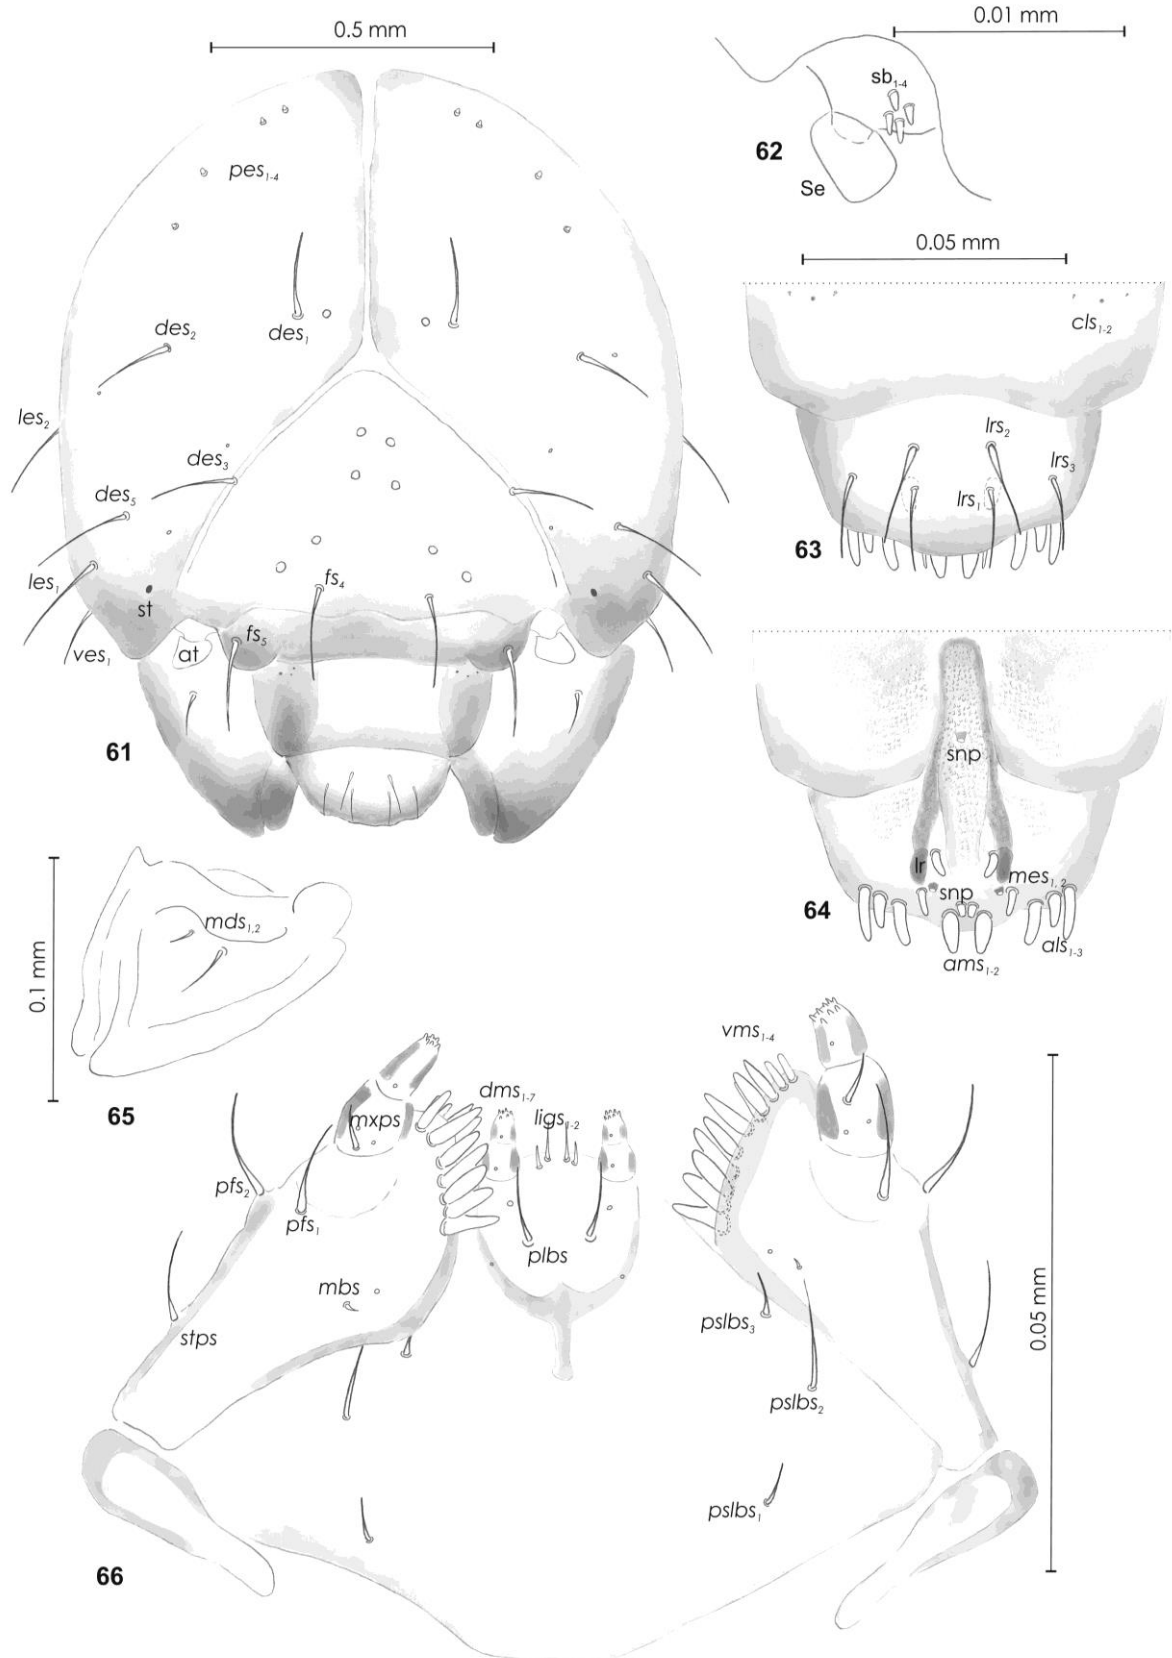 0.5 mm
pes1-4
des1
des2
les2
des3
des5
les1
st
fs4
fs5
at
ves1
61
0.01 mm
sb1-4
62
Se
0.05 mm
cls1-2
lrs2
lrs3
lrs1
63
snp
lr
snp
mes1, 2
64
als1-3
ams1-2
0.1 mm
mds1,2
65
vms1-4
dms1-7
ligs1-2
mxps
pfs2
pfs1
plbs
mbs
stps
pslbs3
pslbs2
pslbs1
0.05 mm
66